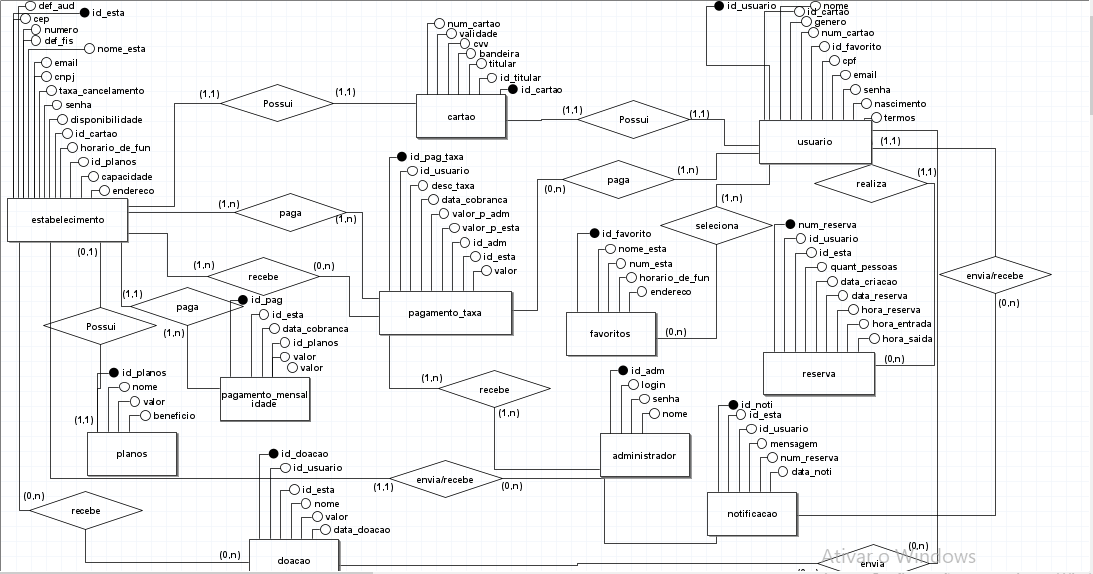 def_aud
id_esta
cep
numero
def_fis
nome_esta
email
cnpj
taxa_cancelamento
senha
disponibilidade
id_cartao
horario_de_fun
id_planos
capacidade
endereco
estabelecimento
(1,1)
Possui
(1,1)
num_cartao
validade
cvv
bandeira
titular
id_titular
id_cartao
cartao
(1,1)
Possui
(1,1)
id_usuario
nome
id_cartao
genero
num_cartao
id_favorito
cpf
email
senha
nascimento
termos
usuario
(1,1)
(1,n)
paga
(1,n)
id_pag_taxa
id_usuario
desc_taxa
data_cobranca
valor_p_adm
valor_p_esta
id_adm
id_esta
valor
pagamento_taxa
(0,n)
paga
(1,n)
realiza
(1,1)
(1,n)
seleciona
(0,1)
(1,n)
recebe
(0,n)
id_favorito
nome_esta
num_esta
horario_de_fun
endereco
favoritos
(0,n)
num_reserva
id_usuario
id_esta
quant_pessoas
data_criacao
data_reserva
hora_reserva
hora_entrada
hora_saida
reserva
(0,n)
envia/recebe
(0,n)
(1,1)
paga
(1,n)
Possui
id_pag
id_esta
data_cobranca
id_planos
valor
valor
pagamento_mensal
idade
id_planos
nome
valor
beneficio
(1,1)
planos
(1,n)
recebe
(1,n)
id_adm
login
senha
nome
administrador
id_noti
id_esta
id_usuario
mensagem
num_reserva
data_noti
notificacao
id_doacao
id_usuario
id_esta
nome
valor
data_doacao
doacao
(1,1)
envia/recebe
(0,n)
(0,n)
recebe
(0,n)
Ativar o Windows
(0,n)
envia
(0,n)